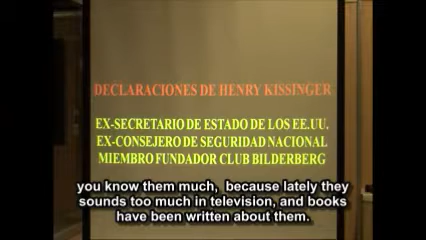 DECLARACIONES DE HENRY KISSINGER
EX-SECRETARIO DE ESTADO DE LOS EE.UU.
EX-CONSEJERO DE SEGURIDAD NACIONAL
MIEMBRO FUNDADOR CLUB BILDERBERG
you know them much, because lately they
sounds too much in television, and books
have been written about them.